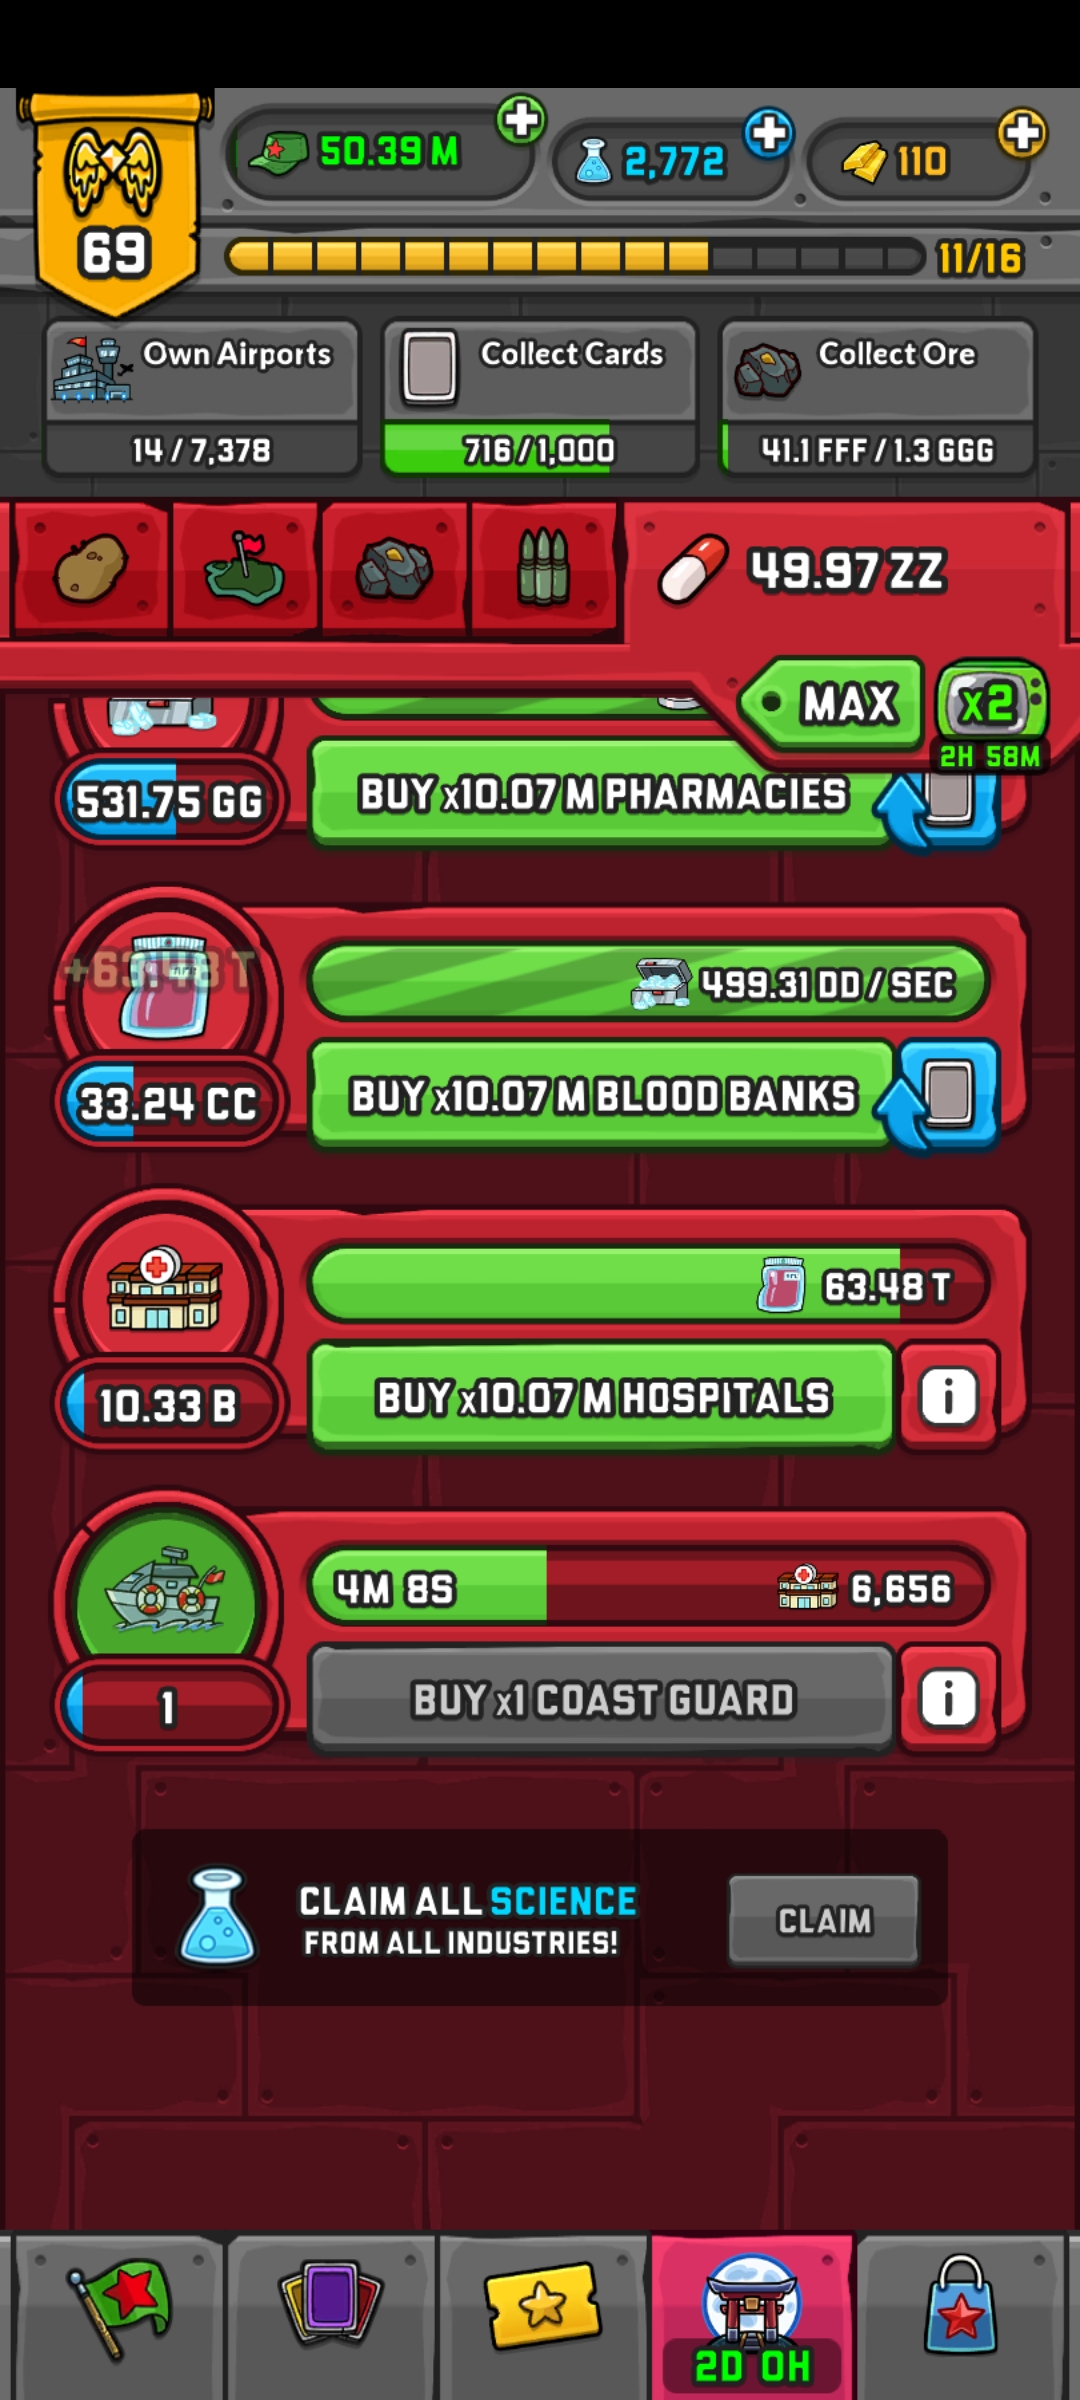 50.39 M
2,772
110
69
11/16
Own Airports
Collect Cards
Collect Ore
14 / 7,378
716 / 1,000
41.1 FFF / 1.3 GGG
49.97 ZZ
MAX
x2
2H 58M
531.75 GG
BUY x10.07 M PHARMACIES
+63.48 T
499.31 DD / SEC
33.24 CC
BUY x10.07 M BLOOD BANKS
63.48 T
10.33 B
BUY x10.07 M HOSPITALS
i
4M 8S
6,656
1
BUY x1 COAST GUARD
i
CLAIM ALL SCIENCE
FROM ALL INDUSTRIES!
CLAIM
2D 0H